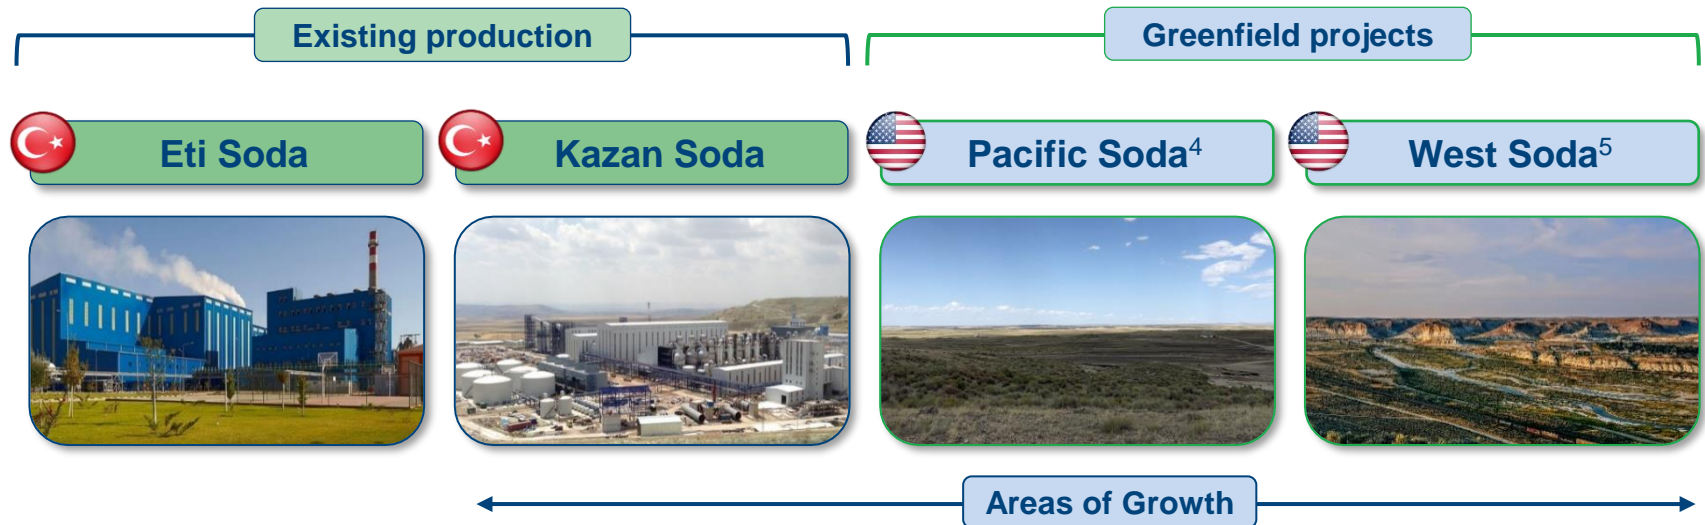 Existing production
Greenfield projects
Eti Soda
Kazan Soda
Pacific Soda⁴
West Soda⁵
Areas of Growth